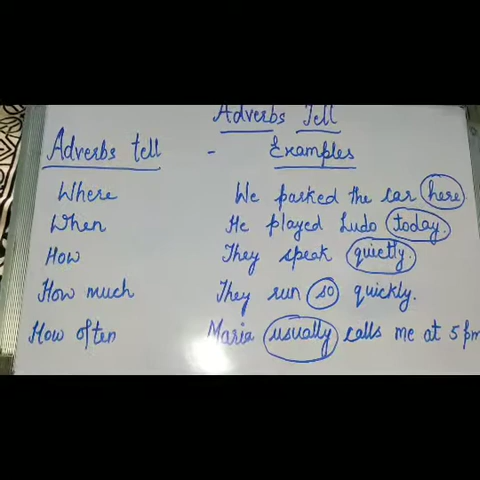 Adverbs Tell
Adverbs tell - Examples
Where We parked the car here
When He played Ludo today.
How They speak quietly.
How much They run so quickly.
How often Maria usually calls me at 5 pm